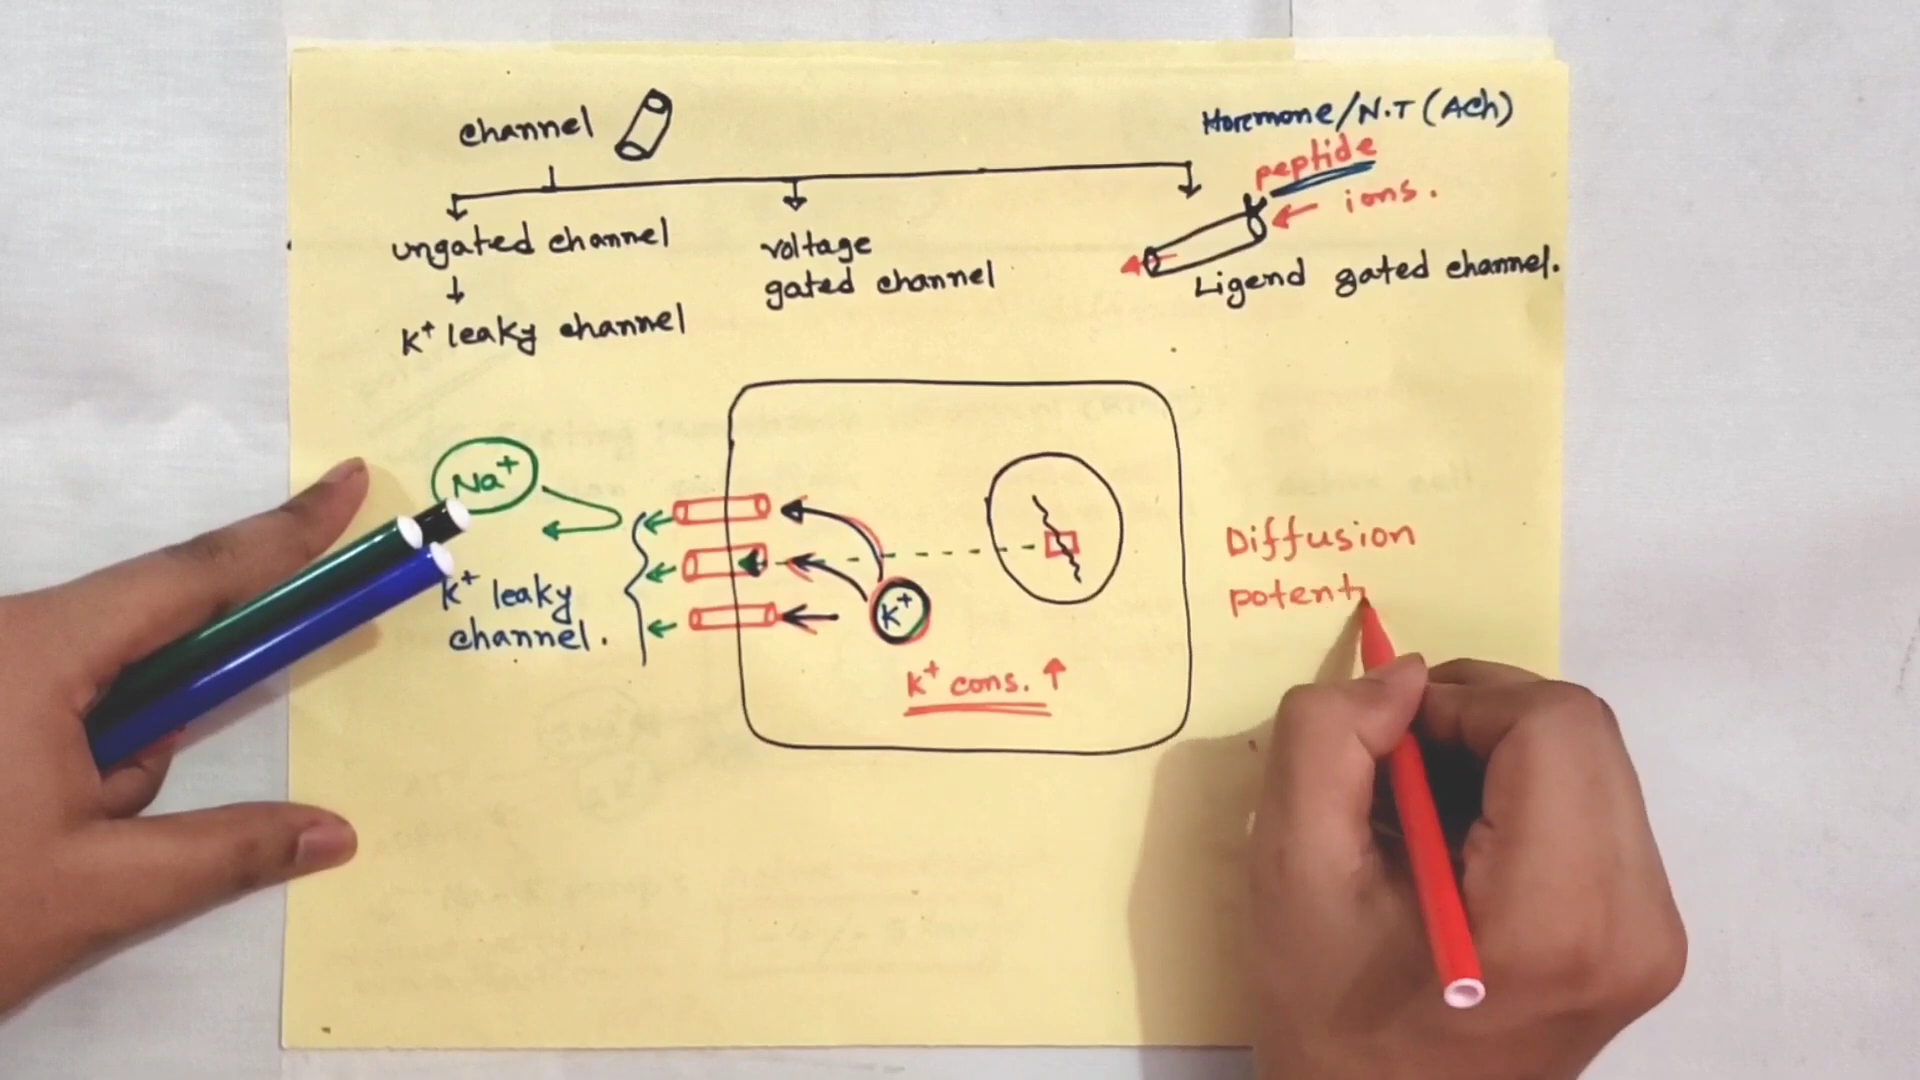 channel
Horemone/N.T (ACh)
peptide
ions.
ungated channel
voltage
gated channel
Ligend gated channel.
K+ leaky channel
Na+
K+ leaky
channel.
K+
K+ cons. ↑
Diffusion
potent